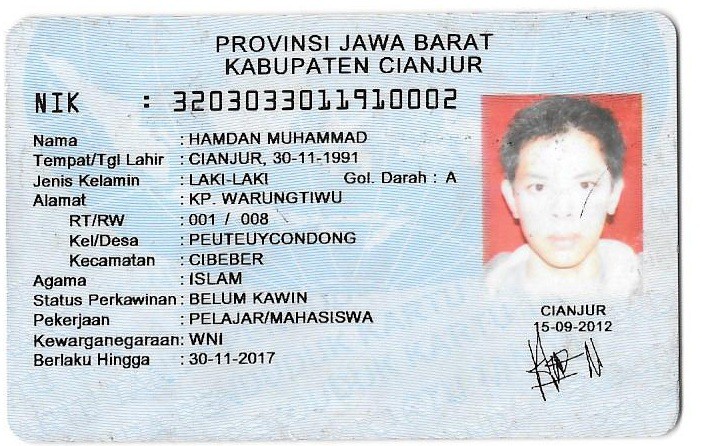 PROVINSI JAWA BARAT
KABUPATEN CIANJUR
NIK : 3203033011910002
Nama : HAMDAN MUHAMMAD
Tempat/Tgl Lahir : CIANJUR, 30-11-1991
Jenis Kelamin : LAKI-LAKI Gol. Darah : A
Alamat : KP. WARUNGTIWU
RT/RW : 001 / 008
Kel/Desa : PEUTEUYCONDONG
Kecamatan : CIBEBER
Agama : ISLAM
Status Perkawinan: BELUM KAWIN
Pekerjaan : PELAJAR/MAHASISWA
Kewarganegaraan: WNI
Berlaku Hingga : 30-11-2017
CIANJUR
15-09-2012